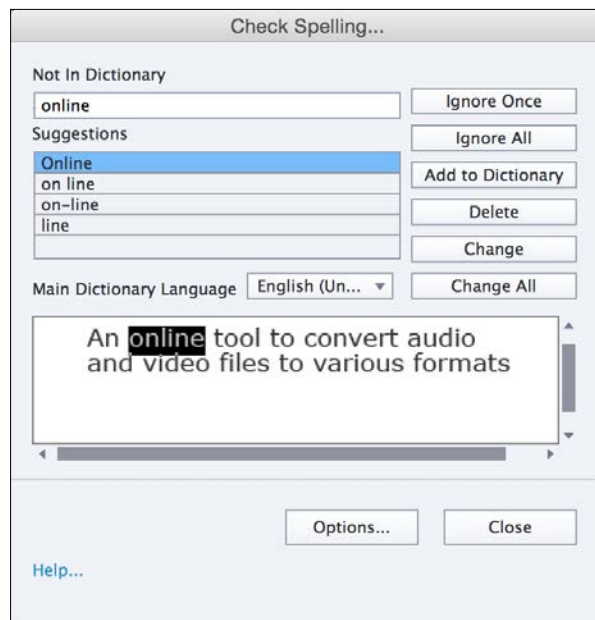 Check Spelling...
Not In Dictionary
online
Ignore Once
Suggestions
Ignore All
Online
on line
on-line
line
Add to Dictionary
Delete
Change
Main Dictionary Language
English (Un...
Change All
An online tool to convert audio
and video files to various formats
Options...
Close
Help...